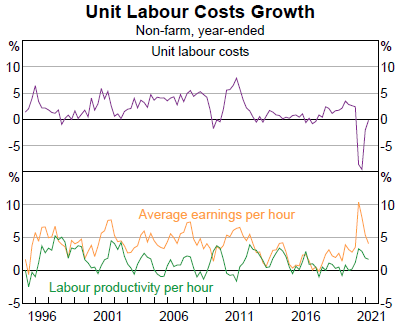 Unit Labour Costs Growth
Non-farm, year-ended
% Unit labour costs %
10 10
5 5
0 0
-5 -5
% %
Average earnings per hour
10 10
5 5
0 0
Labour productivity per hour
-5 -5
1996 2001 2006 2011 2016 2021